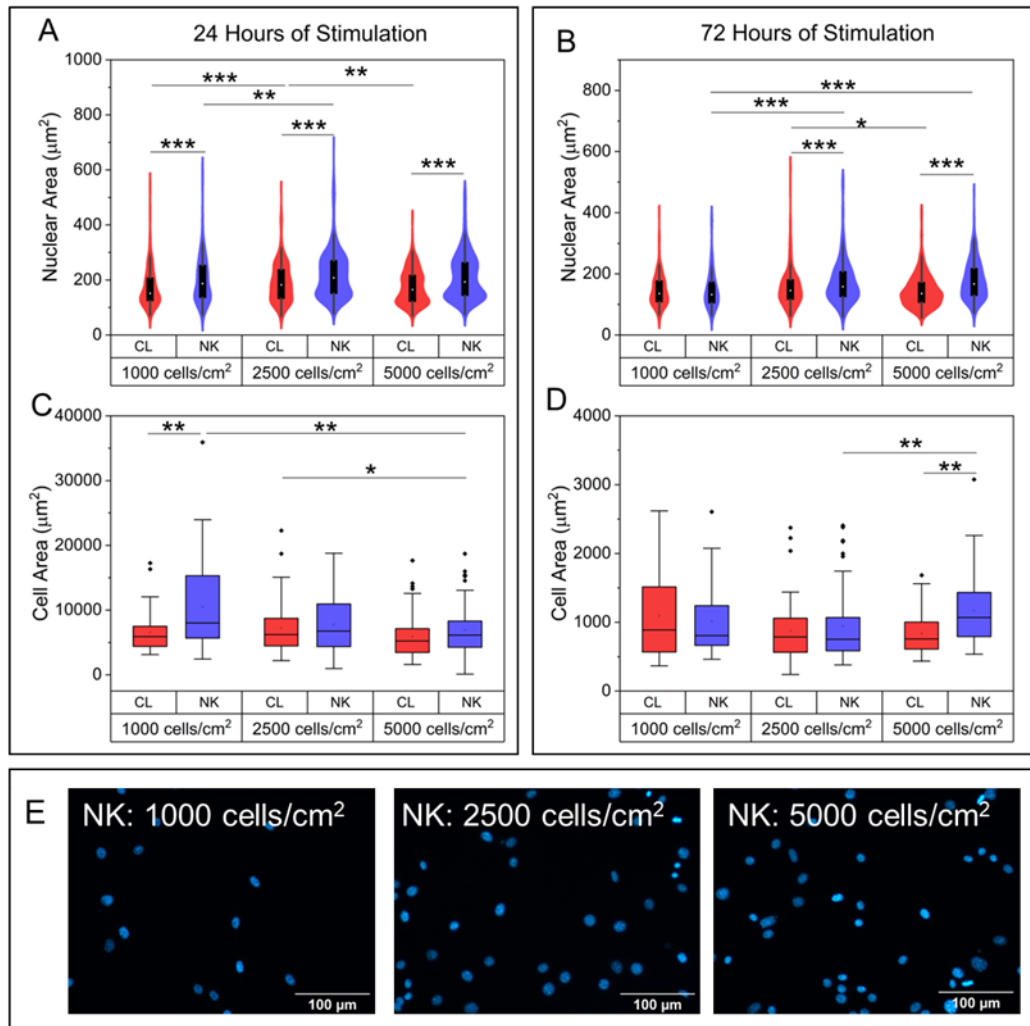 A
24 Hours of Stimulation
Nuclear Area (μm²)
1000
800
600
400
200
0
***
**
**
***
***
***
CL NK CL NK CL NK
1000 cells/cm² 2500 cells/cm² 5000 cells/cm²
B
72 Hours of Stimulation
Nuclear Area (μm²)
800
600
400
200
0
***
***
*
***
***
CL NK CL NK CL NK
1000 cells/cm² 2500 cells/cm² 5000 cells/cm²
C
Cell Area (μm²)
40000
30000
20000
10000
0
**
**
*
CL NK CL NK CL NK
1000 cells/cm² 2500 cells/cm² 5000 cells/cm²
D
Cell Area (μm²)
4000
3000
2000
1000
0
**
**
CL NK CL NK CL NK
1000 cells/cm² 2500 cells/cm² 5000 cells/cm²
E
NK: 1000 cells/cm²
100 μm
NK: 2500 cells/cm²
100 μm
NK: 5000 cells/cm²
100 μm